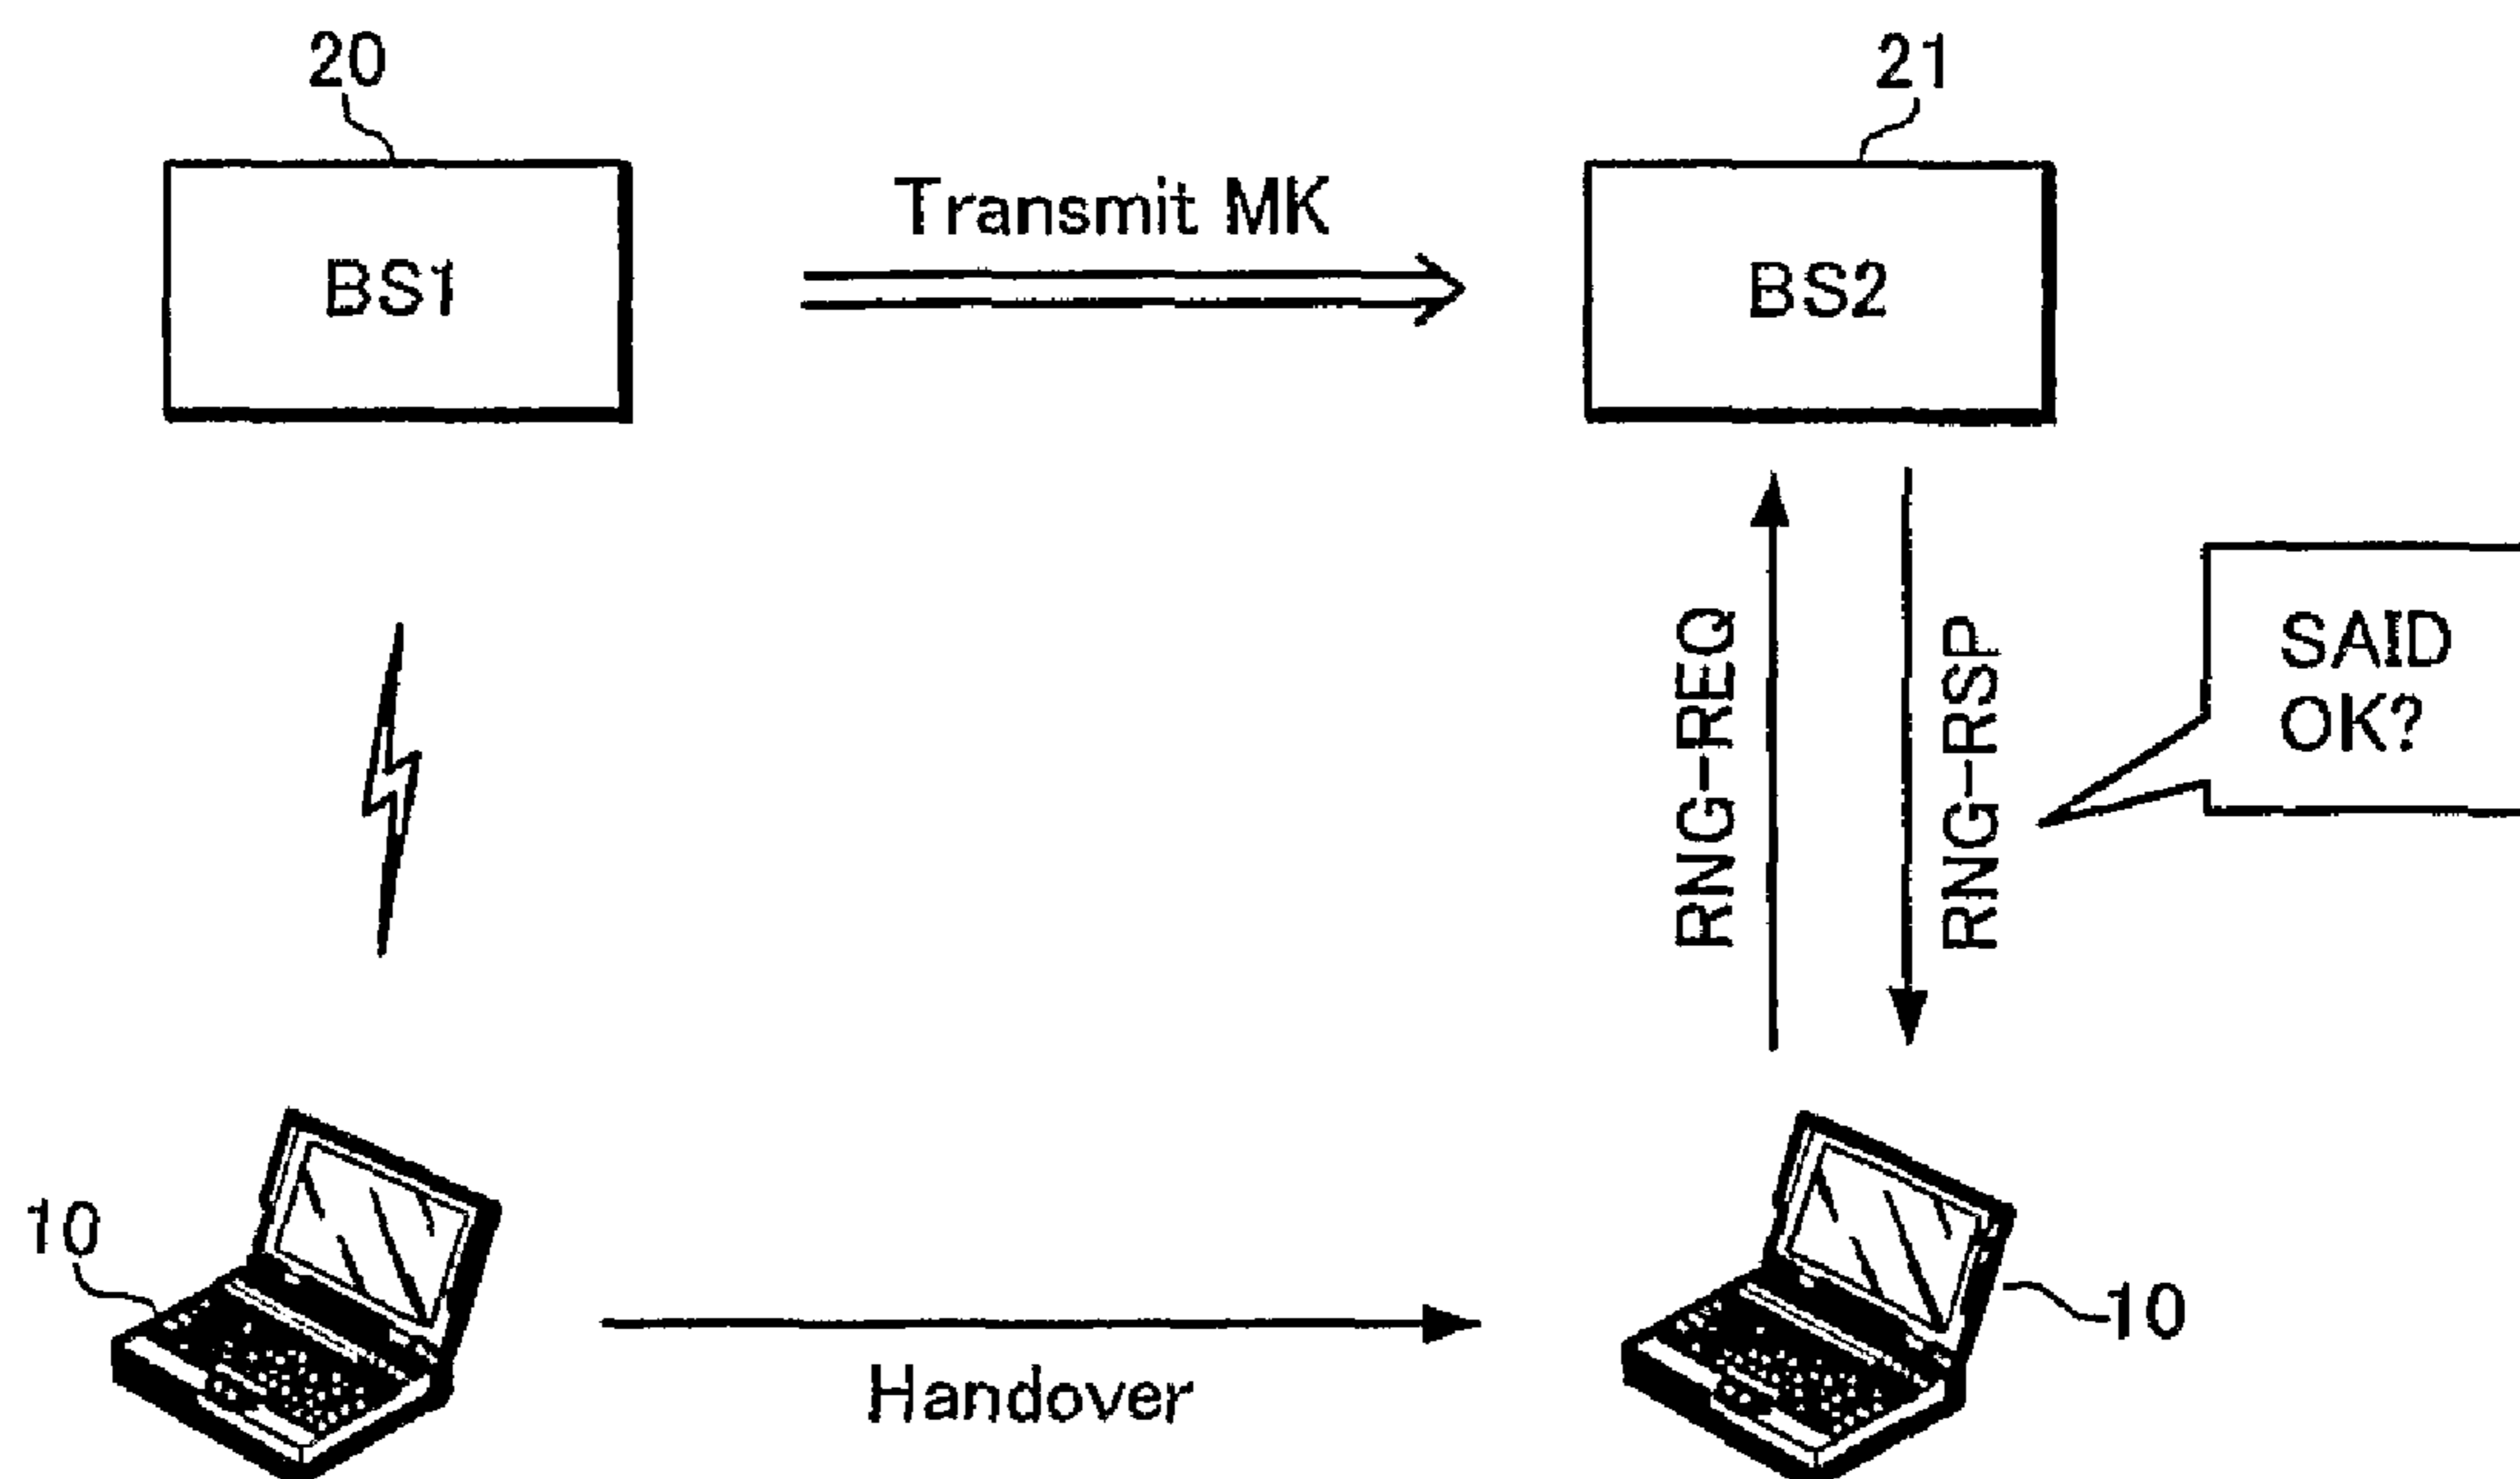 20
21
BS1
Transmit MK
BS2
RNG-REQ
RNG-RSP
SAID
OK?
10
10
Handover